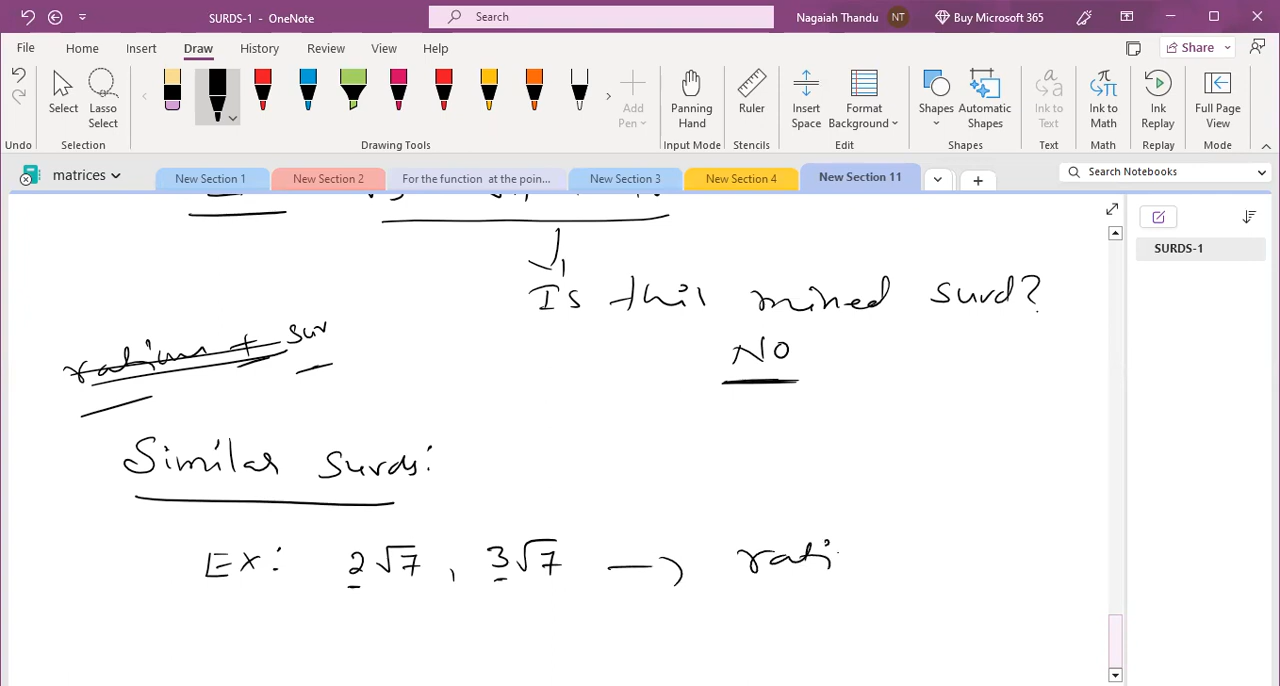 SURDS-1 - OneNote
Search
Nagaiah Thandu NT
Buy Microsoft 365
File Home Insert Draw History Review View Help
Share
Select
Lasso Select
Add Pen
Panning Hand
Ruler
Insert Space
Format Background
Shapes
Automatic Shapes
Ink to Text
Ink to Math
Ink Replay
Full Page View
Undo Selection Drawing Tools Input Mode Stencils Edit Shapes Text Math Replay Mode
matrices
New Section 1
New Section 2
For the function at the poin...
New Section 3
New Section 4
New Section 11
+
Search Notebooks
SURDS-1
Is this mixed surd?
NO
sur
Similar surds:
Ex: 2√7, 3√7 → rati